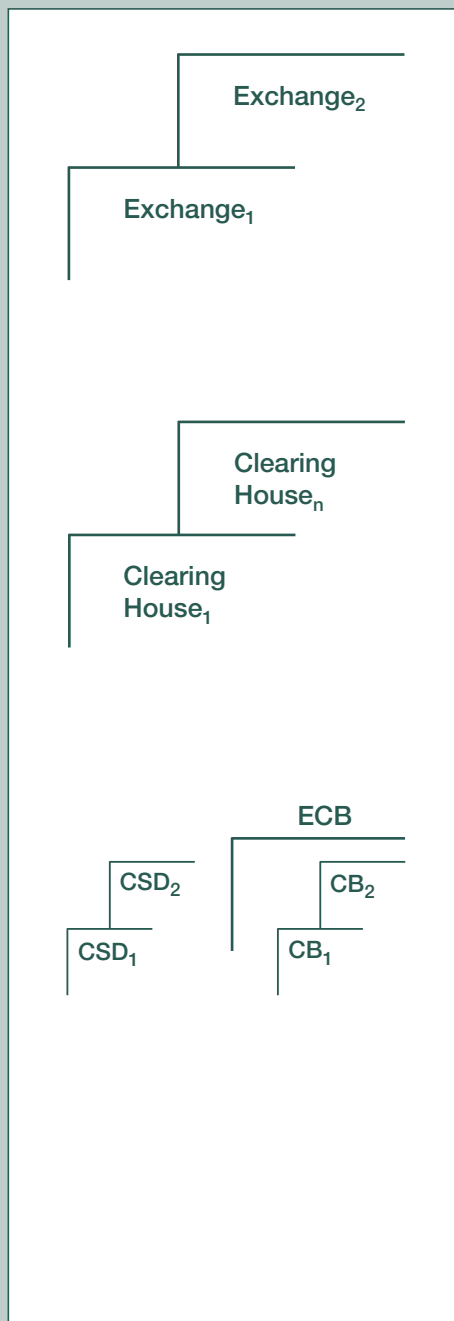 Exchange₂
Exchange₁
Clearing
Houseₙ
Clearing
House₁
ECB
CSD₂
CB₂
CSD₁
CB₁